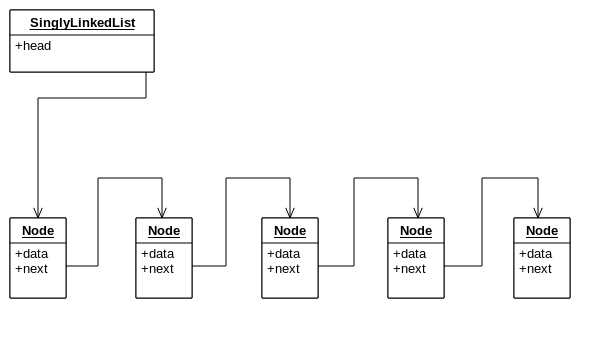 SinglyLinkedList
+head
Node
+data
+next
Node
+data
+next
Node
+data
+next
Node
+data
+next
Node
+data
+next